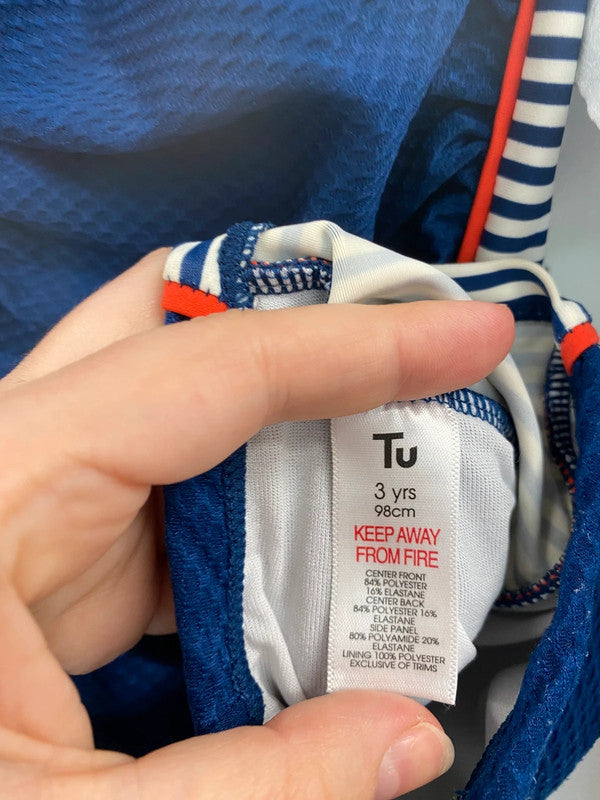 Tu
3 yrs
98cm
KEEP AWAY
FROM FIRE
CENTER FRONT
84% POLYESTER
16% ELASTANE
CENTER BACK
84% POLYESTER 16%
ELASTANE
SIDE PANEL
80% POLYAMIDE 20%
ELASTANE
LINING 100% POLYESTER
EXCLUSIVE OF TRIMS